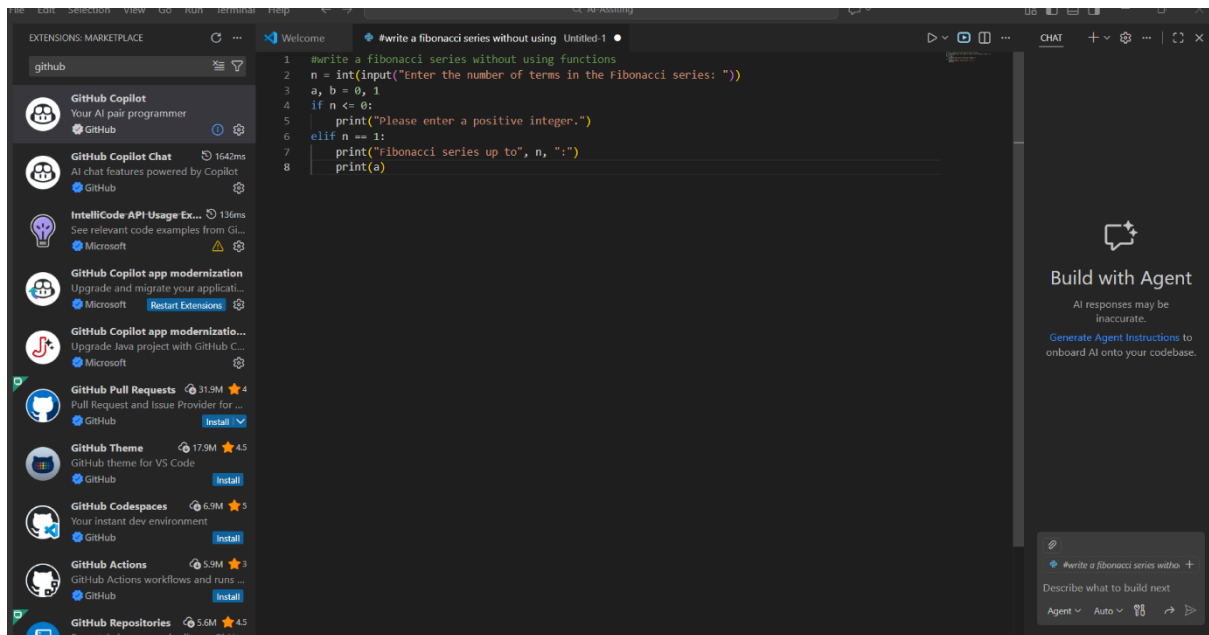 File Edit Selection View Go Run Terminal Help
AI-Assiting
EXTENSIONS: MARKETPLACE
github
GitHub Copilot
Your AI pair programmer
GitHub
GitHub Copilot Chat 1642ms
AI chat features powered by Copilot
GitHub
IntelliCode API Usage Ex... 136ms
See relevant code examples from Gi...
Microsoft
GitHub Copilot app modernization
Upgrade and migrate your applicati...
Microsoft Restart Extensions
GitHub Copilot app modernizatio...
Upgrade Java project with GitHub C...
Microsoft
GitHub Pull Requests 31.9M 4
Pull Request and Issue Provider for ...
GitHub Install
GitHub Theme 17.9M 4.5
GitHub theme for VS Code
GitHub Install
GitHub Codespaces 6.9M 5
Your instant dev environment
GitHub Install
GitHub Actions 5.9M 3
GitHub Actions workflows and runs ...
GitHub Install
GitHub Repositories 5.6M 4.5
Welcome #write a fibonacci series without using Untitled-1
1 #write a fibonacci series without using functions
2 n = int(input("Enter the number of terms in the Fibonacci series: "))
3 a, b = 0, 1
4 if n <= 0:
5 print("Please enter a positive integer.")
6 elif n == 1:
7 print("Fibonacci series up to", n, ":")
8 print(a)
CHAT
Build with Agent
AI responses may be
inaccurate.
Generate Agent Instructions to
onboard AI onto your codebase.
#write a fibonacci series witho
Describe what to build next
Agent Auto